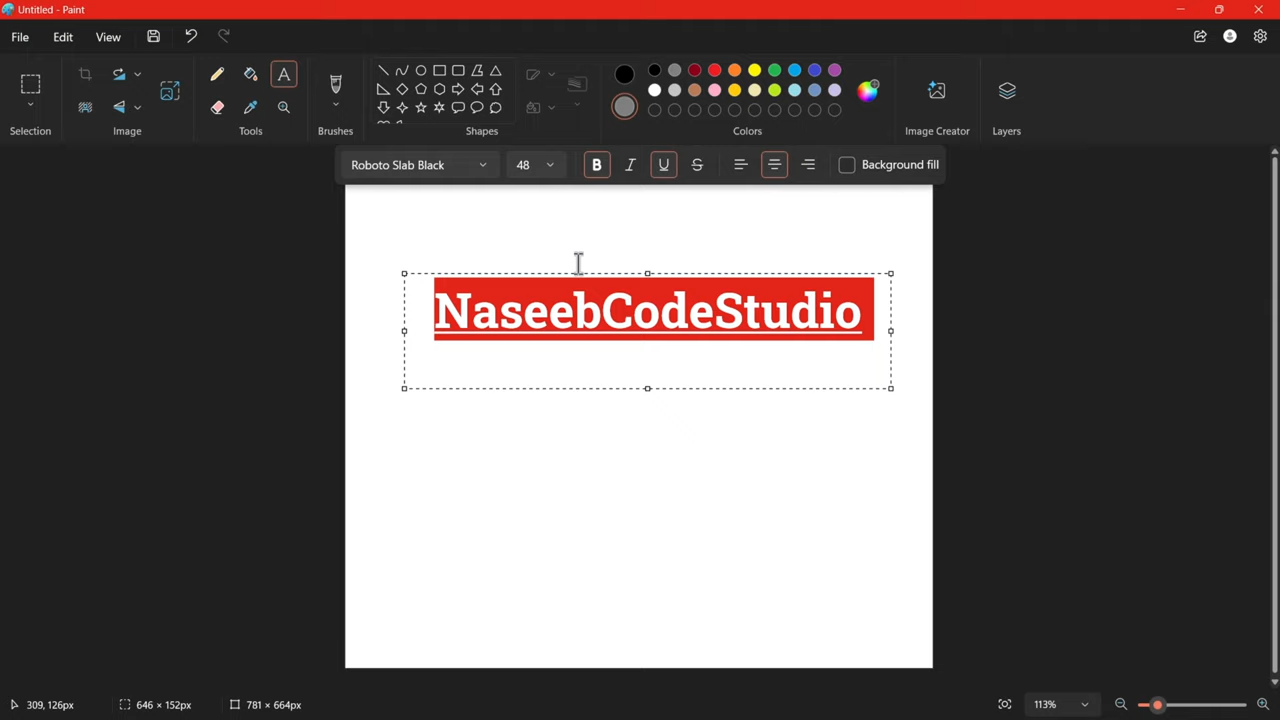 Untitled - Paint
File Edit View
Selection Image Tools Brushes Shapes Colors Image Creator Layers
Roboto Slab Black 48 B I U S Background fill
NaseebCodeStudio
309, 126px 646 × 152px 781 × 664px 113%